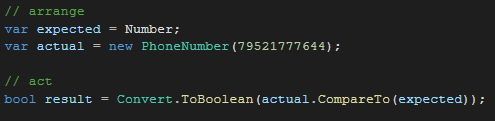 // arrange
var expected = Number;
var actual = new PhoneNumber(79521777644);
// act
bool result = Convert.ToBoolean(actual.CompareTo(expected));